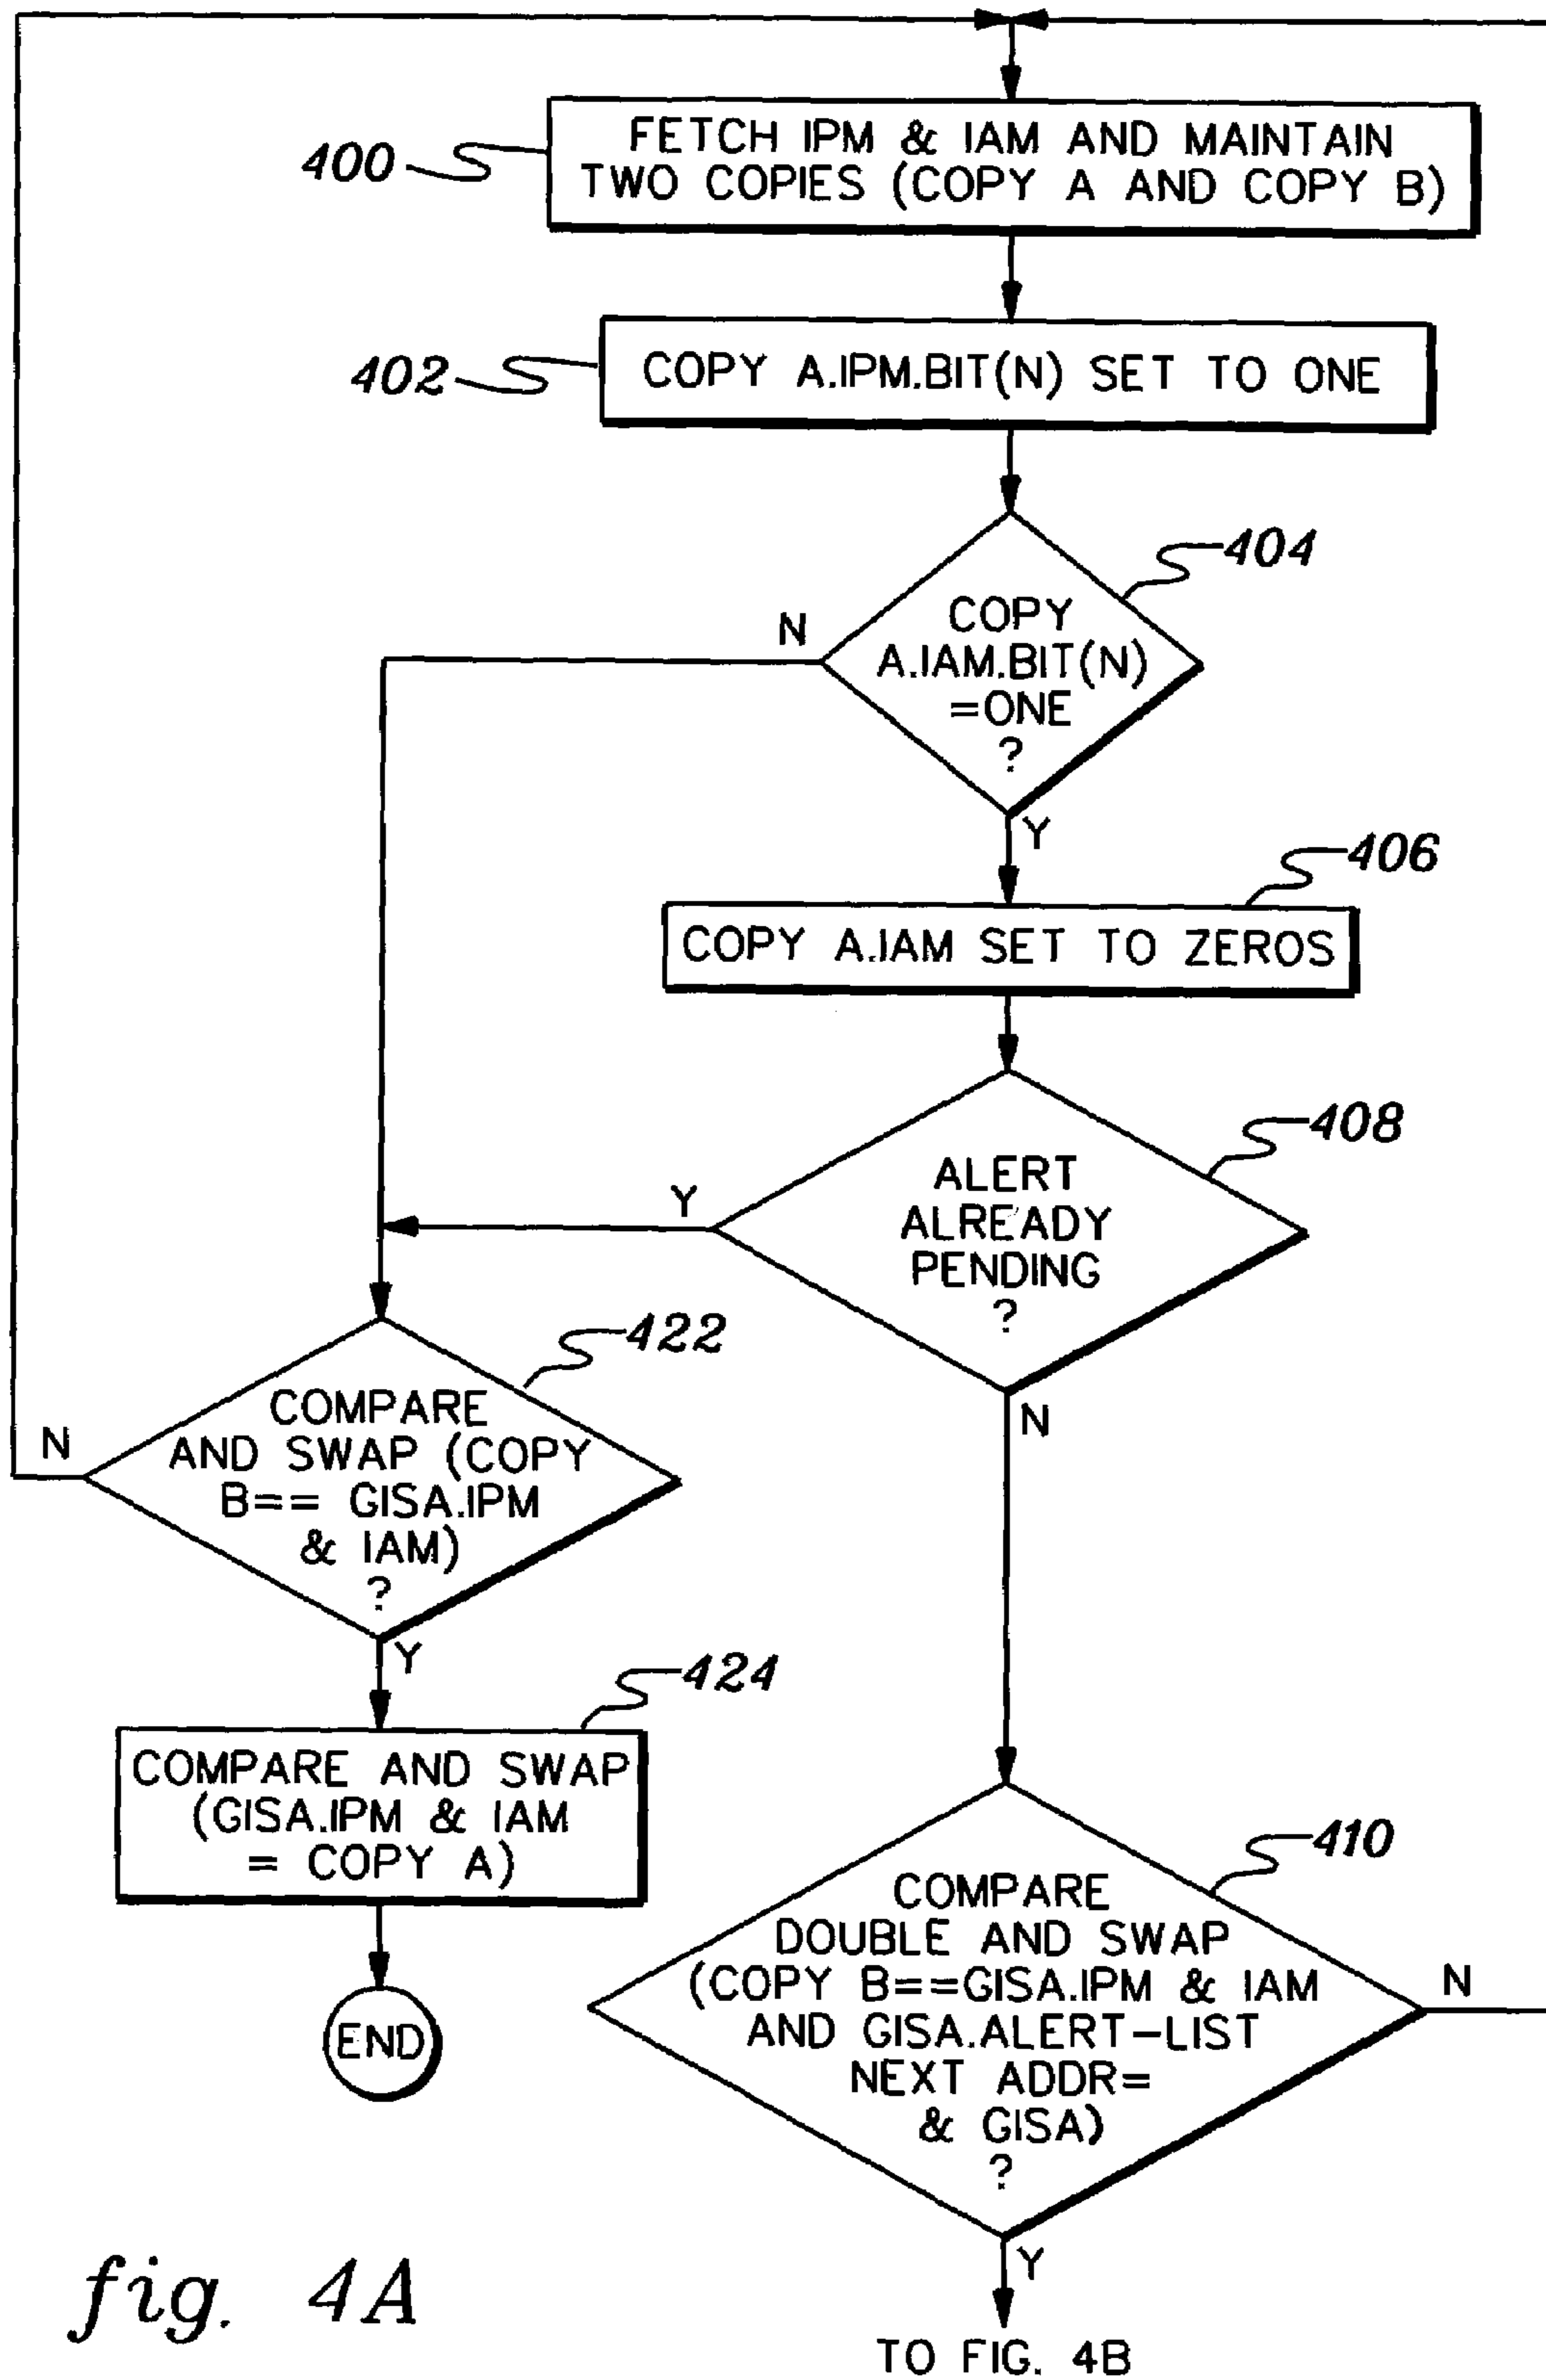 400
FETCH IPM & IAM AND MAINTAIN
TWO COPIES (COPY A AND COPY B)
402
COPY A.IPM.BIT(N) SET TO ONE
404
N
COPY
A.IAM.BIT(N)
=ONE
?
Y
406
COPY A.IAM SET TO ZEROS
408
Y
ALERT
ALREADY
PENDING
?
N
422
N
COMPARE
AND SWAP (COPY
B== GISA.IPM
& IAM)
?
Y
424
COMPARE AND SWAP
(GISA.IPM & IAM
= COPY A)
END
410
COMPARE
DOUBLE AND SWAP
(COPY B==GISA.IPM & IAM
AND GISA.ALERT-LIST
NEXT ADDR=
& GISA)
?
N
Y
TO FIG. 4B
fig. 4A